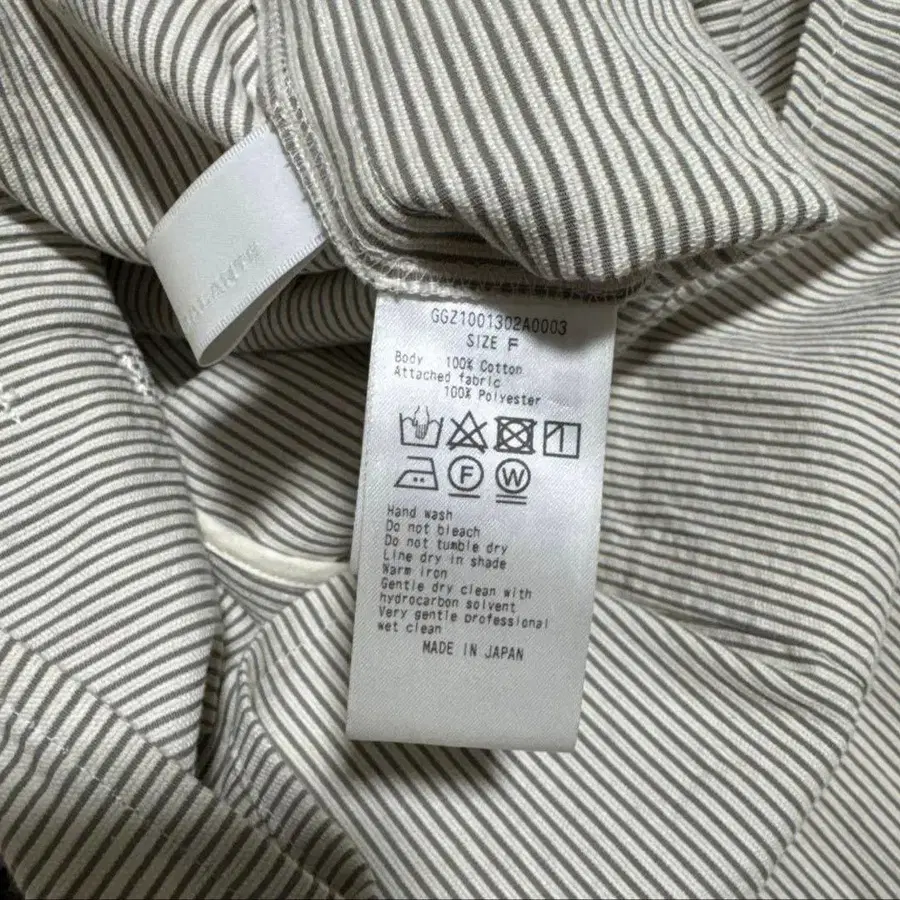 GGZ1001302A0003
SIZE F
Body 100% Cotton
Attached fabric
100% Polyester
F
W
Hand wash
Do not bleach
Do not tumble dry
Line dry in shade
Warm iron
Gentle dry clean with
hydrocarbon solvent
Very gentle professional
wet clean
MADE IN JAPAN